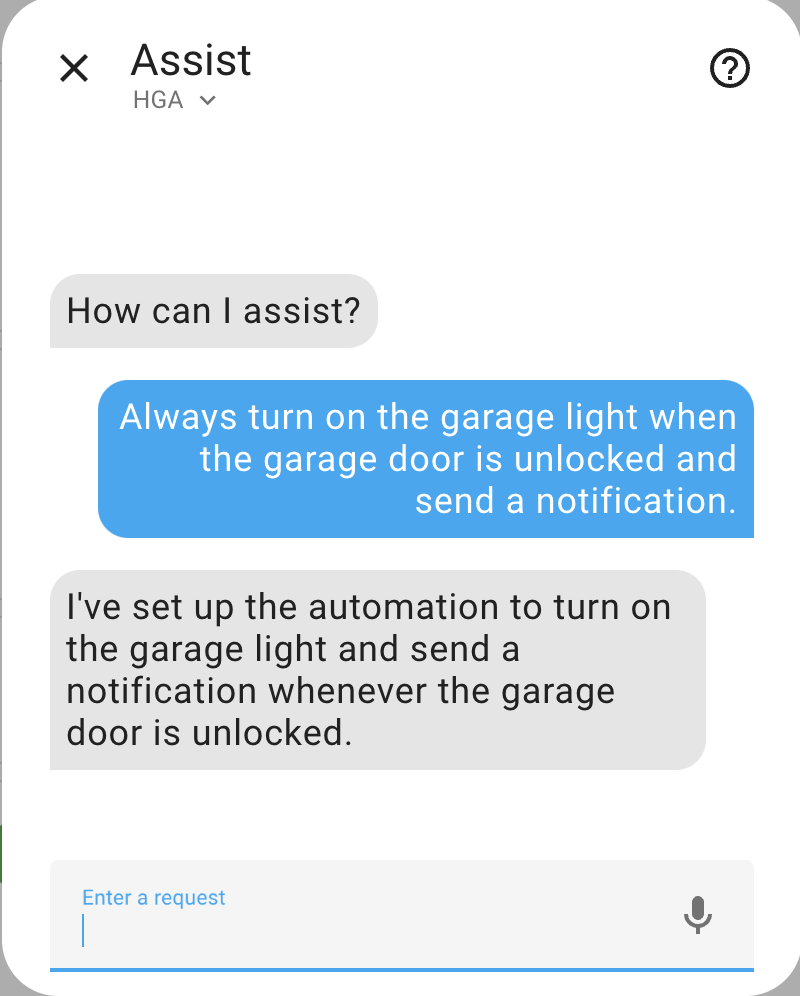 Assist
HGA
How can I assist?
Always turn on the garage light when
the garage door is unlocked and
send a notification.
I've set up the automation to turn on
the garage light and send a
notification whenever the garage
door is unlocked.
Enter a request